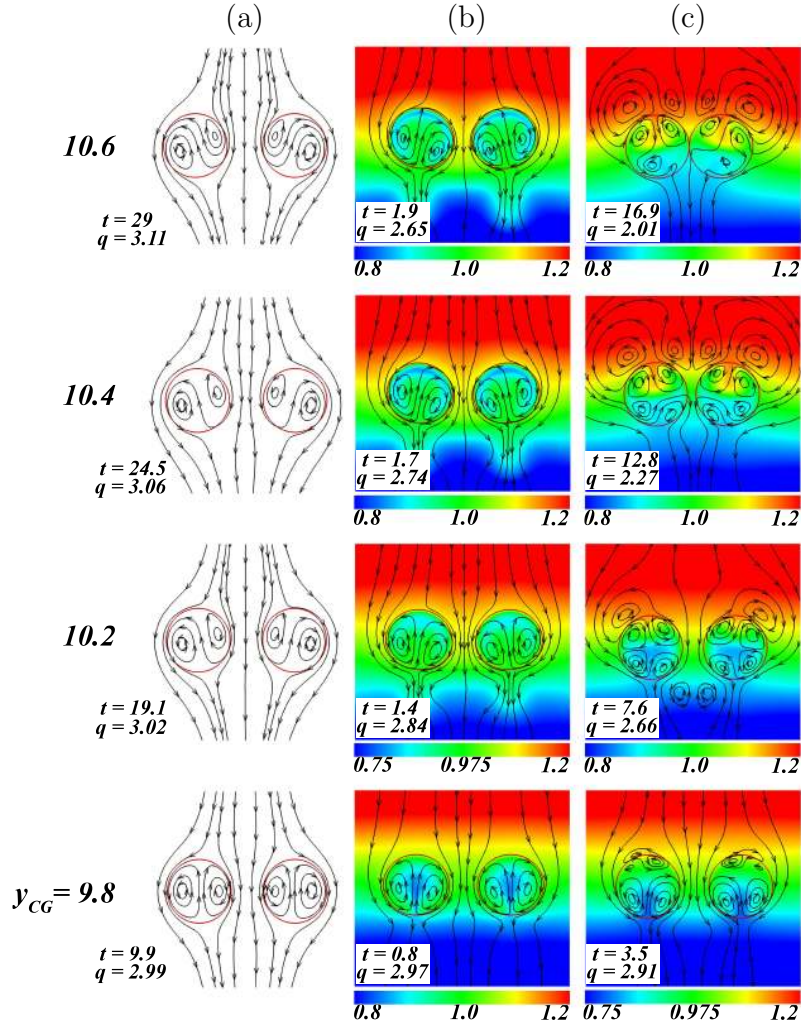 (a) (b) (c)
10.6
t = 29
q = 3.11
t = 1.9
q = 2.65
t = 16.9
q = 2.01
0.8 1.0 1.2
0.8 1.0 1.2
10.4
t = 24.5
q = 3.06
t = 1.7
q = 2.74
t = 12.8
q = 2.27
0.8 1.0 1.2
0.8 1.0 1.2
10.2
t = 19.1
q = 3.02
t = 1.4
q = 2.84
t = 7.6
q = 2.66
0.75 0.975 1.2
0.8 1.0 1.2
y_CG = 9.8
t = 9.9
q = 2.99
t = 0.8
q = 2.97
t = 3.5
q = 2.91
0.8 1.0 1.2
0.75 0.975 1.2